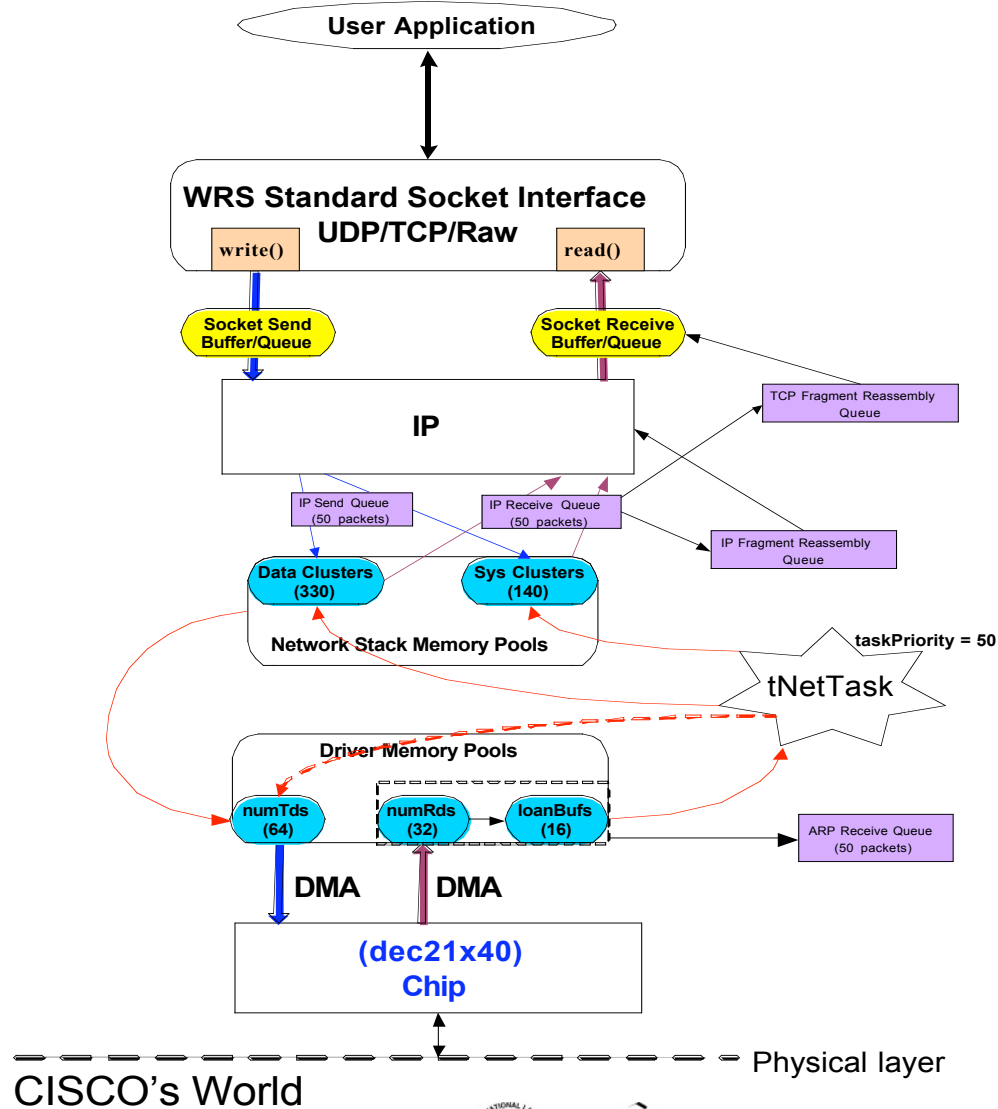 User Application
WRS Standard Socket Interface
UDP/TCP/Raw
write()
read()
Socket Send
Buffer/Queue
Socket Receive
Buffer/Queue
TCP Fragment Reassembly
Queue
IP
IP Send Queue
(50 packets)
IP Receive Queue
(50 packets)
IP Fragment Reassembly
Queue
Data Clusters
(330)
Sys Clusters
(140)
Network Stack Memory Pools
taskPriority = 50
tNetTask
Driver Memory Pools
numTds
(64)
numRds
(32)
loanBufs
(16)
ARP Receive Queue
(50 packets)
DMA
DMA
(dec21x40)
Chip
Physical layer
CISCO's World